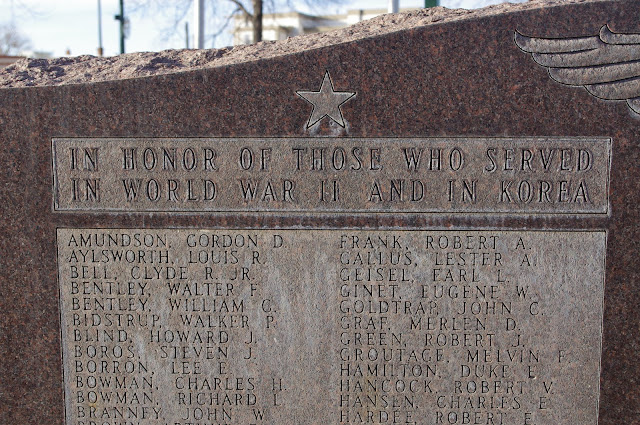 IN HONOR OF THOSE WHO SERVED
IN WORLD WAR II AND IN KOREA
AMUNDSON, GORDON D.
AYLSWORTH, LOUIS R.
BELL, CLYDE R. JR.
BENTLEY, WALTER F.
BENTLEY, WILLIAM G.
BIDSTRUP, WALKER P.
BLIND, HOWARD J.
BOROS, STEVEN J.
BORRON, LEE E.
BOWMAN, CHARLES H.
BOWMAN, RICHARD L.
BRANNEY, JOHN W.
FRANK, ROBERT A.
GALIUS, LESTER A.
GEISEL, EARL L.
GINET, EUGENE W.
GOLDTRAP, JOHN C.
GRAF, MERLEN D.
GREEN, ROBERT J.
GROUTAGE, MELVIN F.
HAMILTON, DUKE E.
HANCOCK, ROBERT V.
HANSEN, CHARLES E.
HARDEE, ROBERT E.